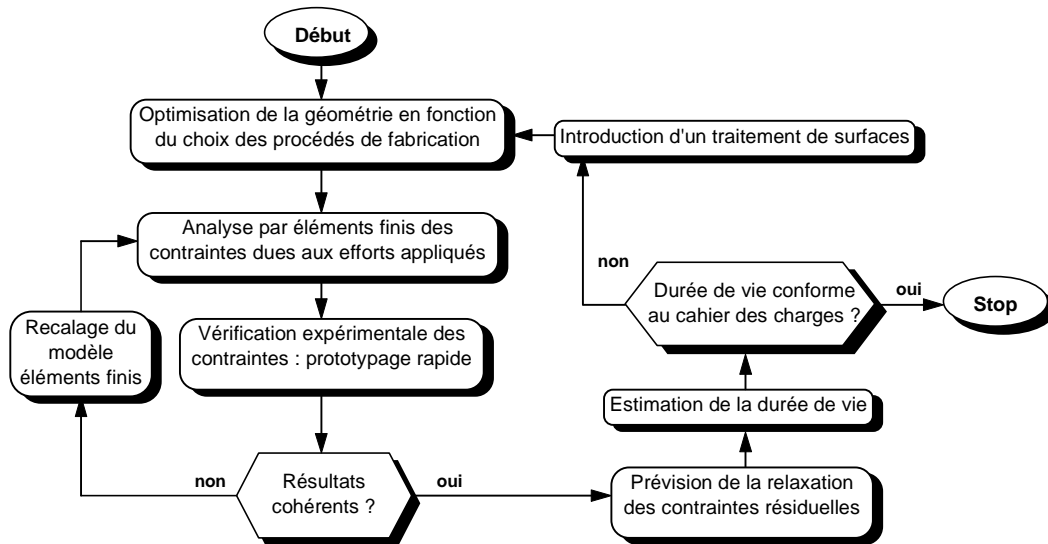 Début
Optimisation de la géométrie en fonction
du choix des procédés de fabrication
Introduction d'un traitement de surfaces
Analyse par éléments finis des
contraintes dues aux efforts appliqués
non
Durée de vie conforme
au cahier des charges ?
oui
Stop
Recalage du
modèle
éléments finis
Vérification expérimentale des
contraintes : prototypage rapide
Estimation de la durée de vie
non
Résultats
cohérents ?
oui
Prévision de la relaxation
des contraintes résiduelles